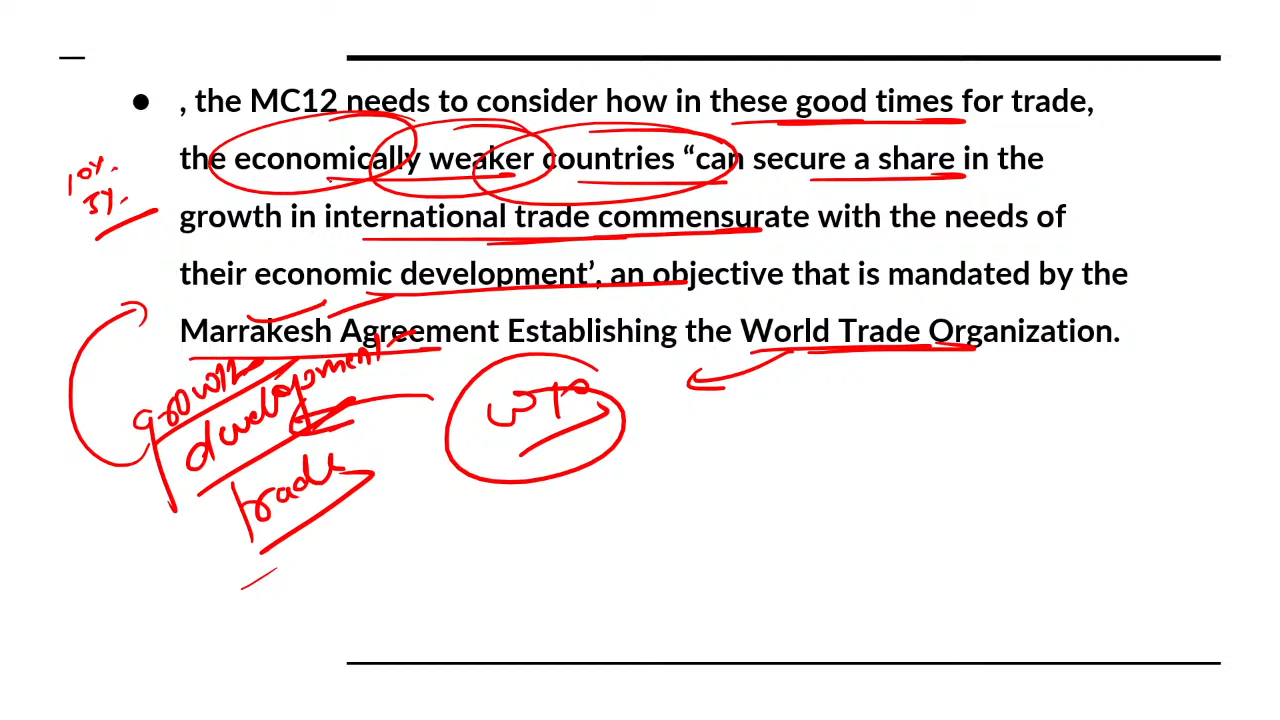 ● , the MC12 needs to consider how in these good times for trade,
the economically weaker countries “can secure a share in the
growth in international trade commensurate with the needs of
their economic development’, an objective that is mandated by the
Marrakesh Agreement Establishing the World Trade Organization.
10%.
5%.
growth
development
trade
WTO